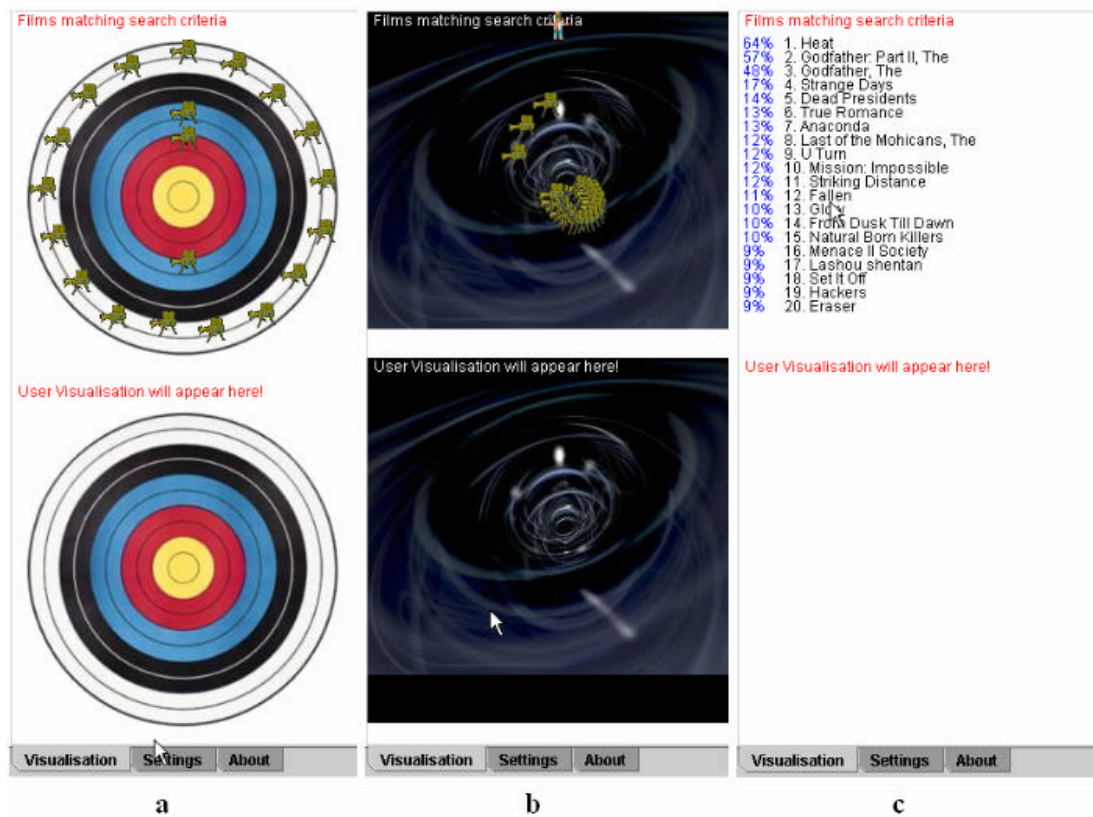 Films matching search criteria
User Visualisation will appear here!
Visualisation Settings About
a
Films matching search criteria
User Visualisation will appear here!
Visualisation Settings About
b
Films matching search criteria
64% 1. Heat
57% 2. Godfather: Part II, The
48% 3. Godfather, The
17% 4. Strange Days
14% 5. Dead Presidents
13% 6. True Romance
13% 7. Anaconda
12% 8. Last of the Mohicans, The
12% 9. U Turn
12% 10. Mission: Impossible
12% 11. Striking Distance
11% 12. Fallen
10% 13. Glory
10% 14. From Dusk Till Dawn
10% 15. Natural Born Killers
9% 16. Menace II Society
9% 17. Lashou shentan
9% 18. Set It Off
9% 19. Hackers
9% 20. Eraser
User Visualisation will appear here!
Visualisation Settings About
c